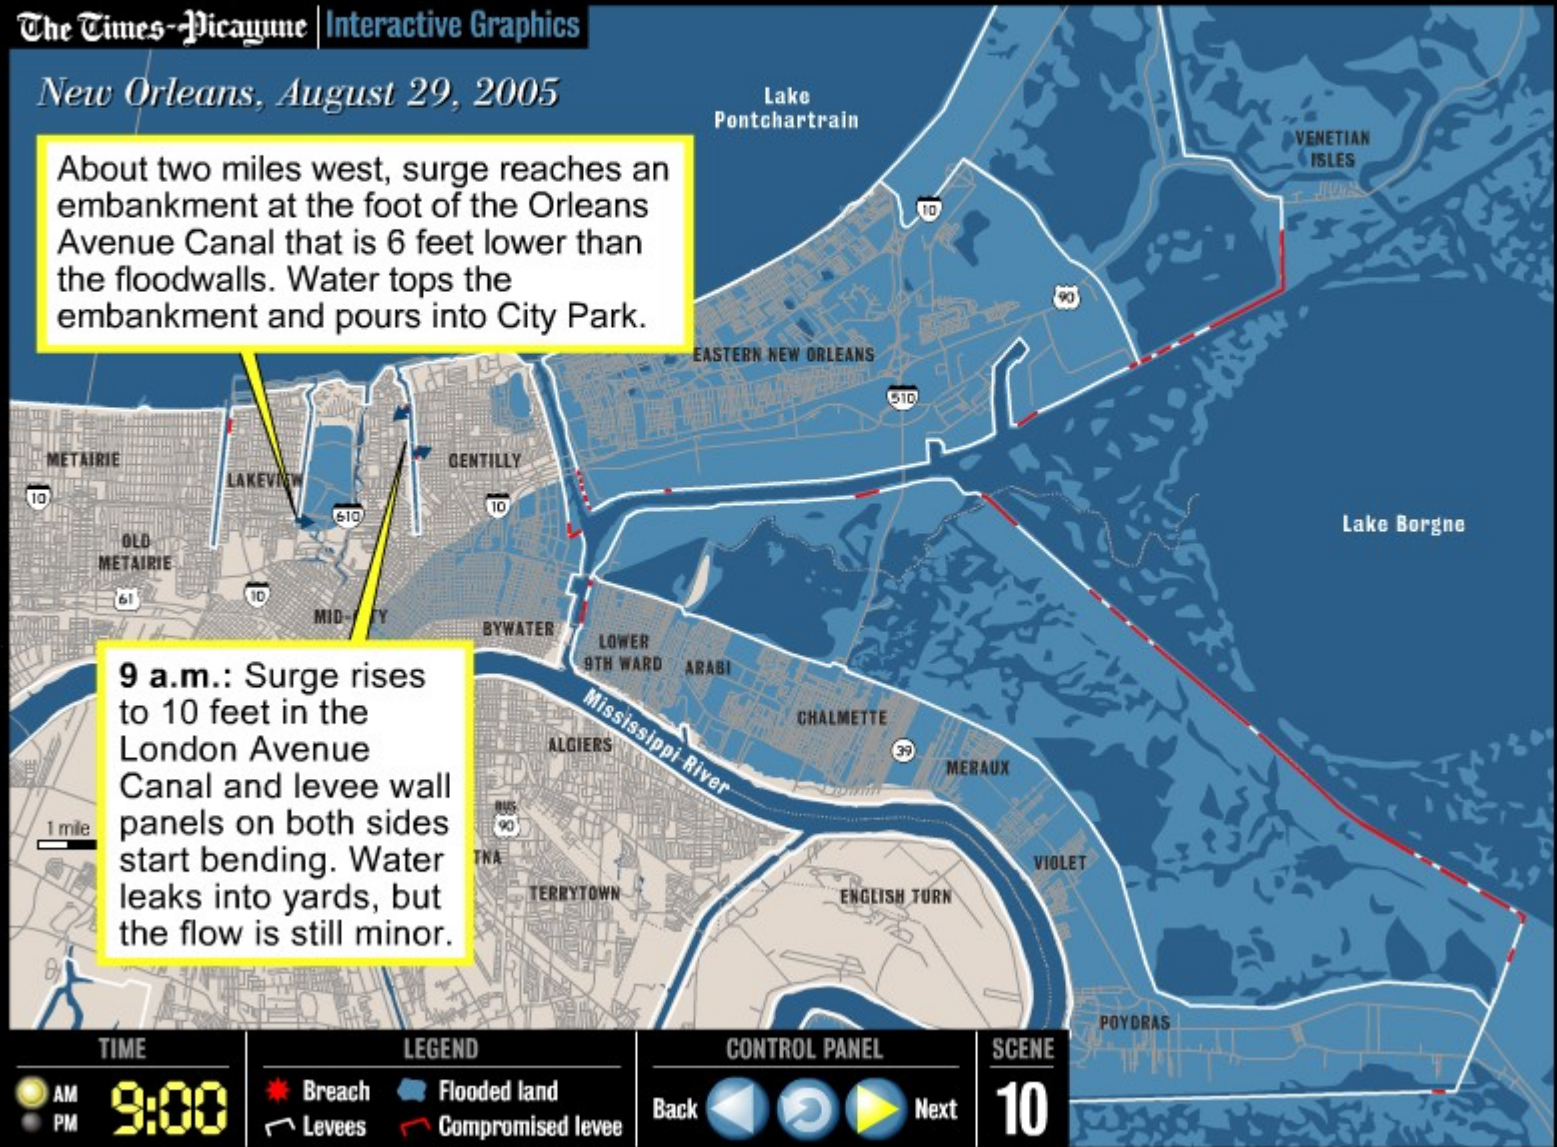 The Times-Picayune | Interactive Graphics
New Orleans, August 29, 2005
About two miles west, surge reaches an
embankment at the foot of the Orleans
Avenue Canal that is 6 feet lower than
the floodwalls. Water tops the
embankment and pours into City Park.
Lake
Pontchartrain
VENETIAN
ISLES
10
90
EASTERN NEW ORLEANS
510
METAIRIE
LAKEVIEW
GENTILLY
10
10
610
OLD
METAIRIE
61
10
MID-CITY
BYWATER
LOWER
9TH WARD
ARABI
Lake Borgne
9 a.m.: Surge rises
to 10 feet in the
London Avenue
Canal and levee wall
panels on both sides
start bending. Water
leaks into yards, but
the flow is still minor.
Mississippi River
ALGIERS
CHALMETTE
39
MERAUX
BUS
90
1 mile
TNA
TERRYTOWN
VIOLET
ENGLISH TURN
POYDRAS
TIME
AM
PM
9:00
LEGEND
Breach
Flooded land
Levees
Compromised levee
CONTROL PANEL
Back
Next
SCENE
10